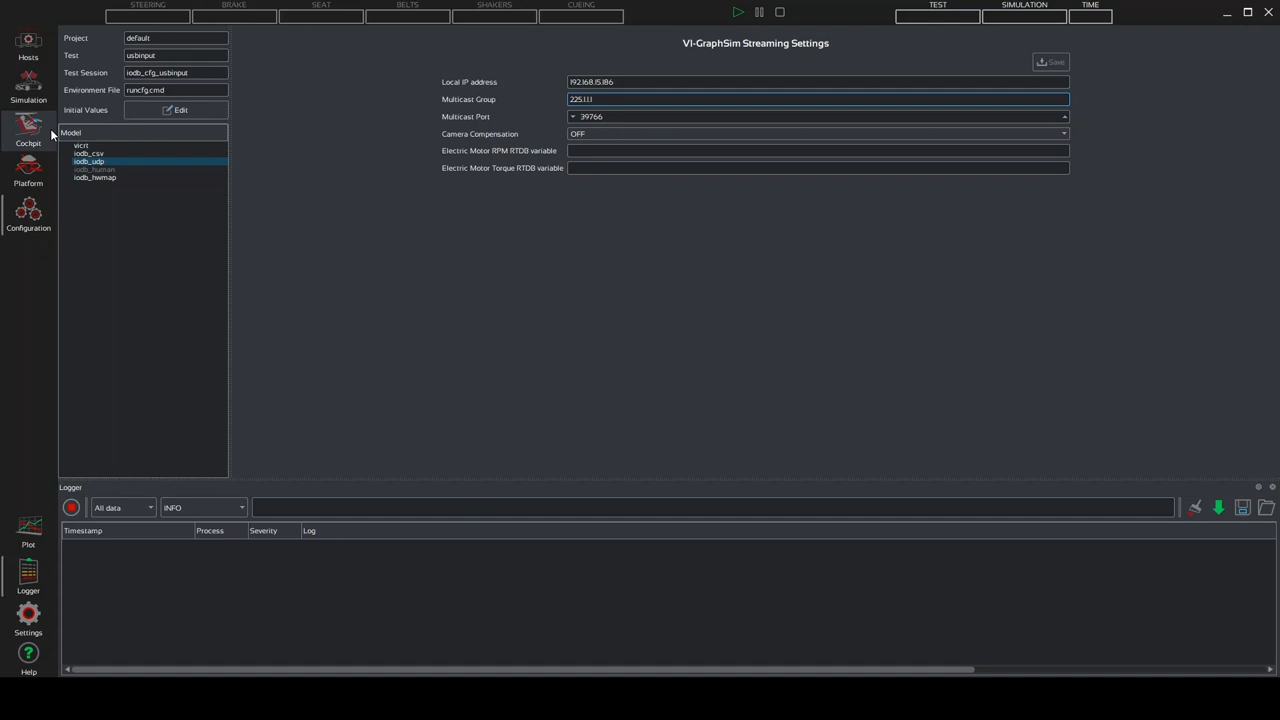 STEERING BRAKE SEAT BELTS SHAKERS CUEING TEST SIMULATION TIME
Hosts
Simulation
Cockpit
Platform
Configuration
Plot
Logger
Settings
Help
Project default
Test usbinput
Test Session iodb_cfg_usbinput
Environment File runcfg.cmd
Initial Values Edit
Model
vicrt
iodb_csv
iodb_udp
iodb_human
iodb_hwmap
VI-GraphSim Streaming Settings
Save
Local IP address 192.168.15.186
Multicast Group 225.1.1.1
Multicast Port 39766
Camera Compensation OFF
Electric Motor RPM RTDB variable
Electric Motor Torque RTDB variable
Logger
All data INFO
Timestamp Process Severity Log